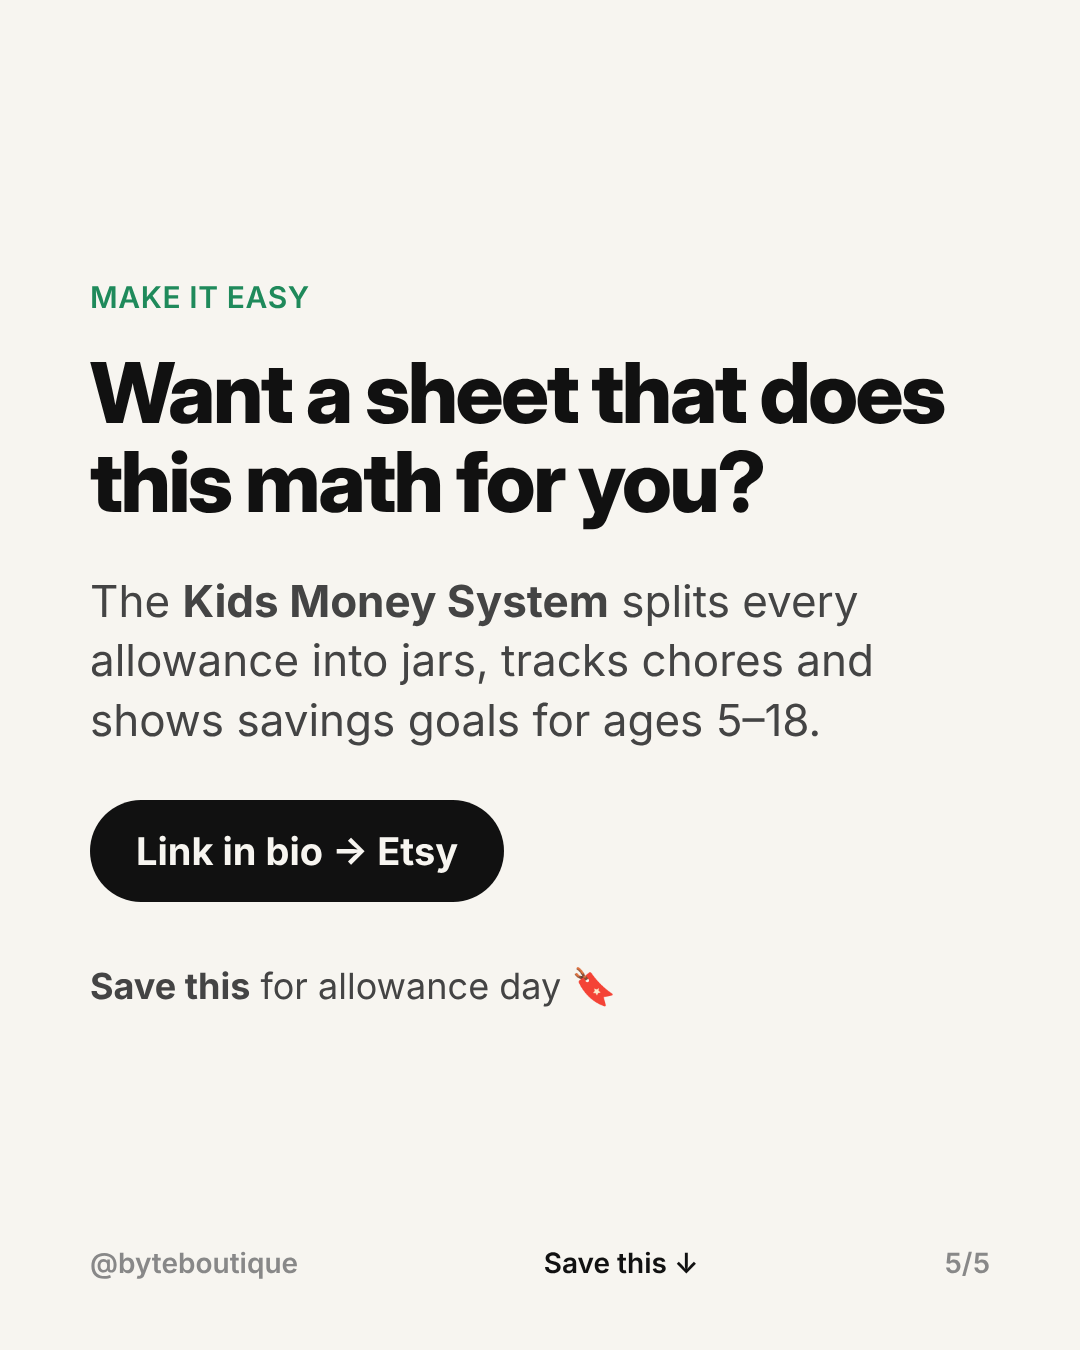 MAKE IT EASY
Want a sheet that does
this math for you?
The Kids Money System splits every
allowance into jars, tracks chores and
shows savings goals for ages 5–18.
Link in bio → Etsy
Save this for allowance day 🔖
@byteboutique
Save this ↓
5/5